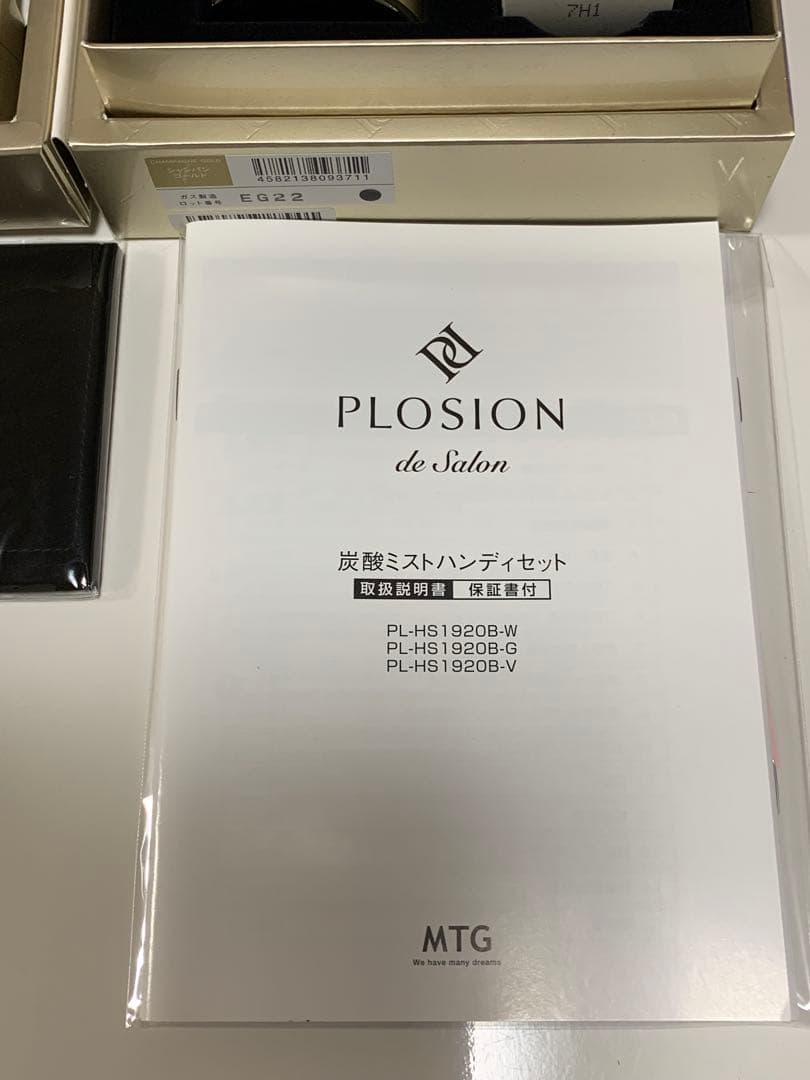 7H1
CHAMPAGNE GOLD
シャンパン
ゴールド
4582138093711
ガス製造
ロット番号 EG22
PLOSION
de Salon
炭酸ミストハンディセット
取扱説明書 保証書付
PL-HS1920B-W
PL-HS1920B-G
PL-HS1920B-V
MTG
We have many dreams